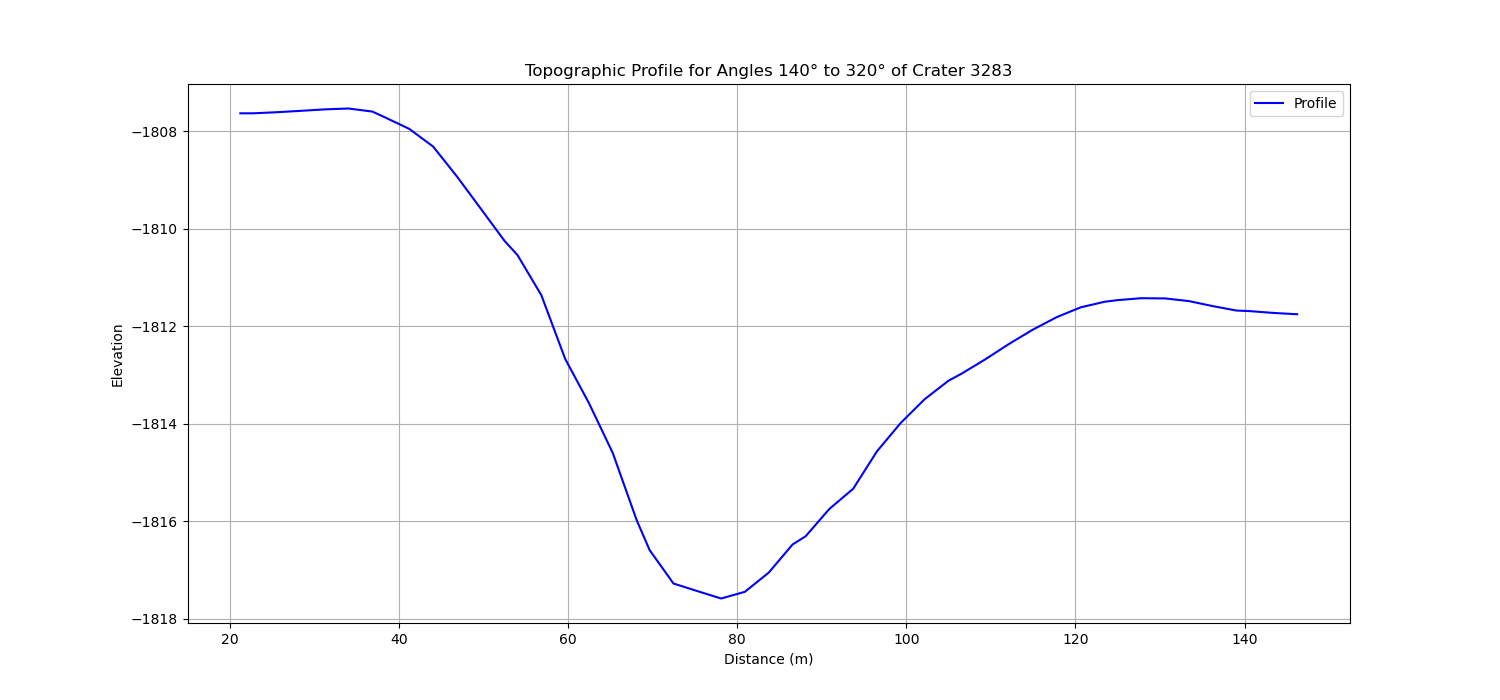 Topographic Profile for Angles 140° to 320° of Crater 3283
Profile
−1808
−1810
−1812
−1814
−1816
−1818
Elevation
20 40 60 80 100 120 140
Distance (m)